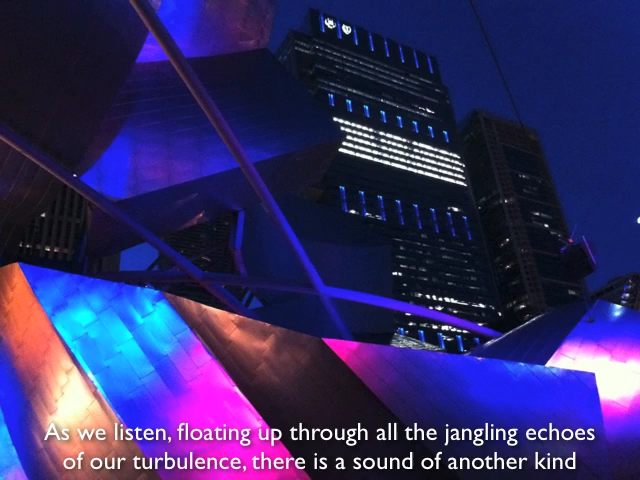 As we listen, floating up through all the jangling echoes
of our turbulence, there is a sound of another kind